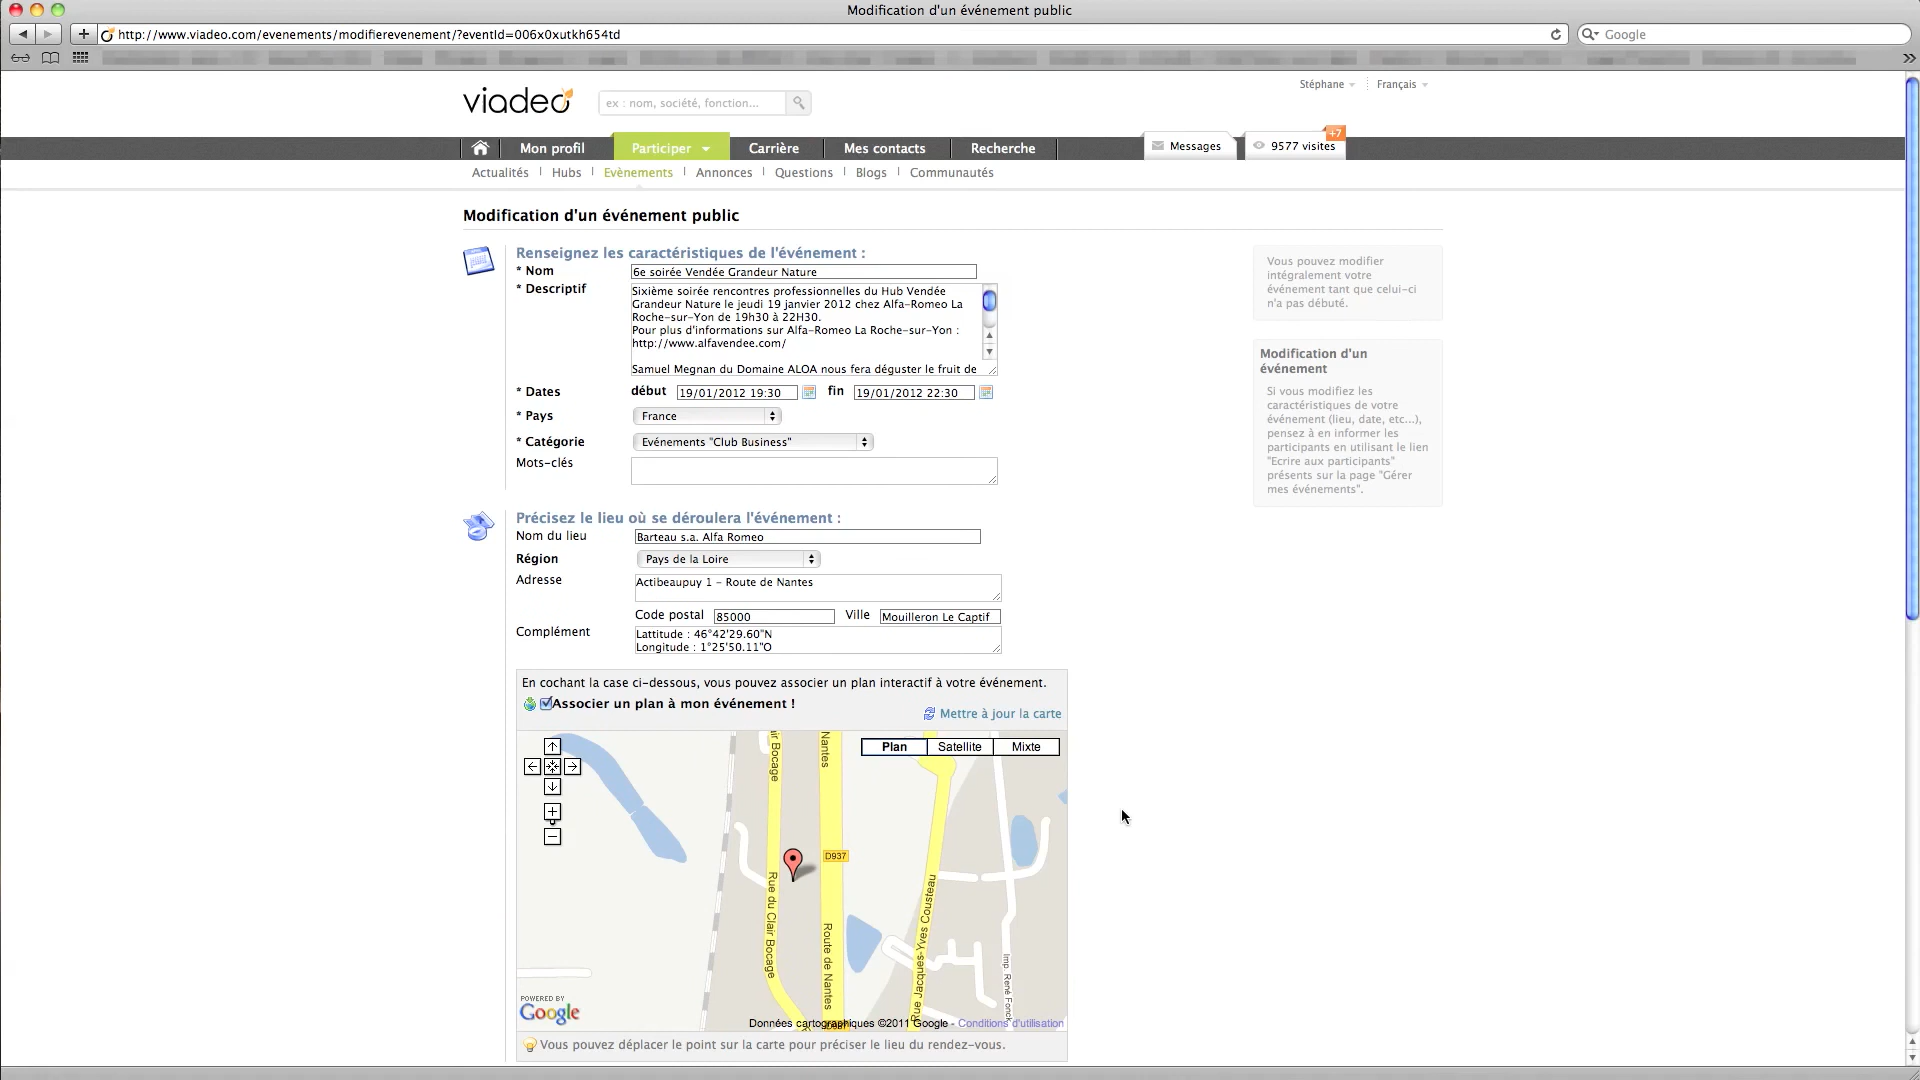 Modification d'un événement public
http://www.viadeo.com/evenements/modifierevenement/?eventId=006x0xutkh654td
Google
Stéphane
Français
viadeo
ex : nom, société, fonction...
+7
Mon profil
Participer
Carrière
Mes contacts
Recherche
Messages
9577 visites
Actualités
Hubs
Evènements
Annonces
Questions
Blogs
Communautés
Modification d'un événement public
Renseignez les caractéristiques de l'événement :
* Nom
6e soirée Vendée Grandeur Nature
* Descriptif
Sixième soirée rencontres professionnelles du Hub Vendée
Grandeur Nature le jeudi 19 janvier 2012 chez Alfa-Romeo La
Roche-sur-Yon de 19h30 à 22H30.
Pour plus d'informations sur Alfa-Romeo La Roche-sur-Yon :
http://www.alfavendee.com/
Samuel Megnan du Domaine ALOA nous fera déguster le fruit de
* Dates
début 19/01/2012 19:30 fin 19/01/2012 22:30
* Pays
France
* Catégorie
Evénements "Club Business"
Mots-clés
Vous pouvez modifier
intégralement votre
événement tant que celui-ci
n'a pas débuté.
Modification d'un
événement
Si vous modifiez les
caractéristiques de votre
événement (lieu, date, etc...),
pensez à en informer les
participants en utilisant le lien
"Ecrire aux participants"
présents sur la page "Gérer
mes événements".
Précisez le lieu où se déroulera l'événement :
Nom du lieu
Barteau s.a. Alfa Romeo
Région
Pays de la Loire
Adresse
Actibeaupuy 1 - Route de Nantes
Code postal 85000 Ville Mouilleron Le Captif
Complément
Lattitude : 46°42'29.60"N
Longitude : 1°25'50.11"O
En cochant la case ci-dessous, vous pouvez associer un plan interactif à votre événement.
Associer un plan à mon événement !
Mettre à jour la carte
Plan
Satellite
Mixte
ir Bocage
Nantes
D937
Rue du Clair Bocage
Route de Nantes
Rue Jacques-Yves Cousteau
Imp. René Fonck
POWERED BY
Google
D937
Données cartographiques ©2011 Google - Conditions d'utilisation
Vous pouvez déplacer le point sur la carte pour préciser le lieu du rendez-vous.